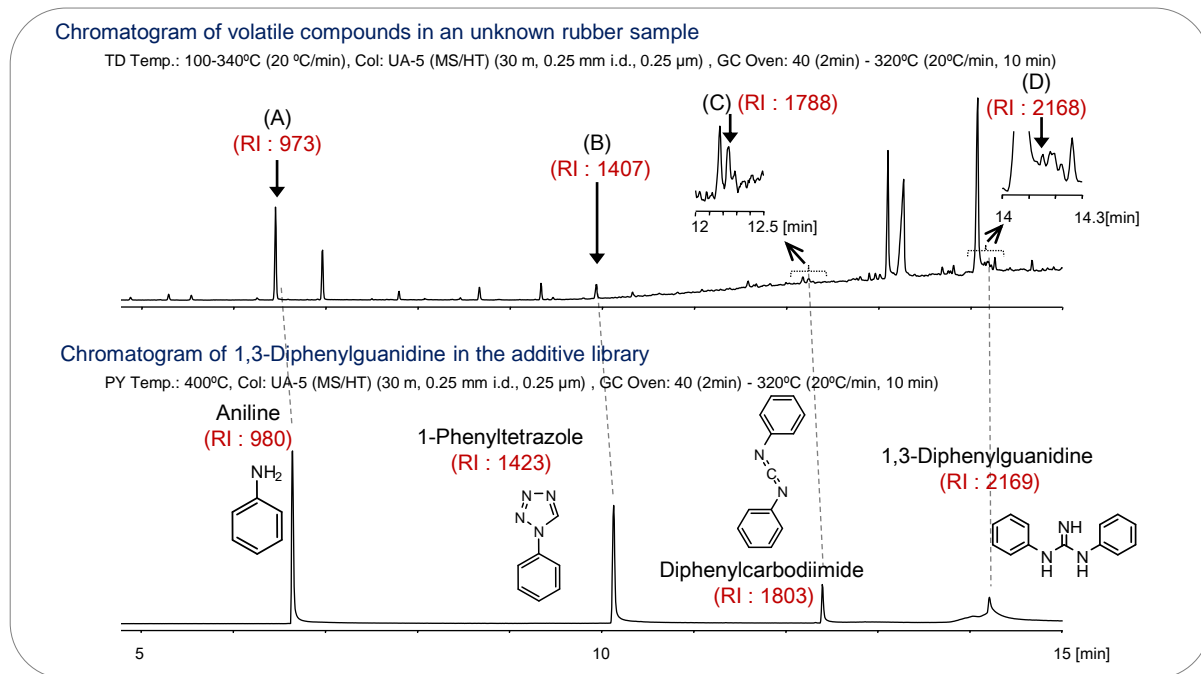 Chromatogram of volatile compounds in an unknown rubber sample
TD Temp.: 100-340ºC (20 ºC/min), Col: UA-5 (MS/HT) (30 m, 0.25 mm i.d., 0.25 µm) , GC Oven: 40 (2min) - 320ºC (20ºC/min, 10 min)
(A)
(RI : 973)
(B)
(RI : 1407)
(C) (RI : 1788)
12 12.5 [min]
(D)
(RI : 2168)
14 14.3[min]
Chromatogram of 1,3-Diphenylguanidine in the additive library
PY Temp.: 400ºC, Col: UA-5 (MS/HT) (30 m, 0.25 mm i.d., 0.25 µm) , GC Oven: 40 (2min) - 320ºC (20ºC/min, 10 min)
Aniline
(RI : 980)
NH2
1-Phenyltetrazole
(RI : 1423)
N N
N
N
N
C
N
Diphenylcarbodiimide
(RI : 1803)
1,3-Diphenylguanidine
(RI : 2169)
NH
N N
H H
5 10 15 [min]